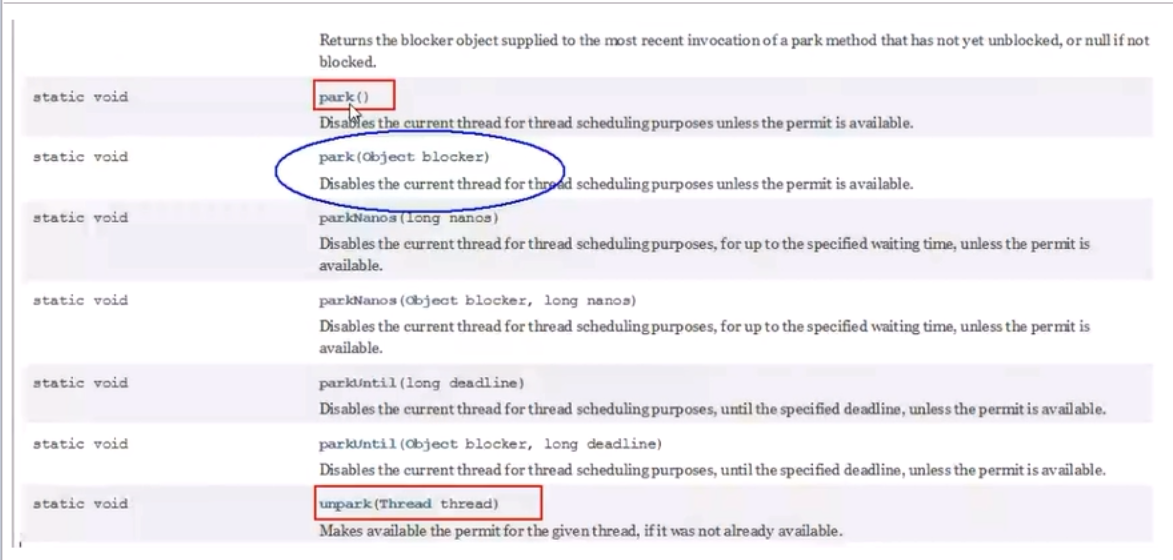 Returns the blocker object supplied to the most recent invocation of a park method that has not yet unblocked, or null if not
blocked.
static void park()
Disables the current thread for thread scheduling purposes unless the permit is available.
static void park(Object blocker)
Disables the current thread for thread scheduling purposes unless the permit is available.
static void parkNanos(long nanos)
Disables the current thread for thread scheduling purposes, for up to the specified waiting time, unless the permit is
available.
static void parkNanos(Object blocker, long nanos)
Disables the current thread for thread scheduling purposes, for up to the specified waiting time, unless the permit is
available.
static void parkUntil(long deadline)
Disables the current thread for thread scheduling purposes, until the specified deadline, unless the permit is available.
static void parkUntil(Object blocker, long deadline)
Disables the current thread for thread scheduling purposes, until the specified deadline, unless the permit is available.
static void unpark(Thread thread)
Makes available the permit for the given thread, if it was not already available.